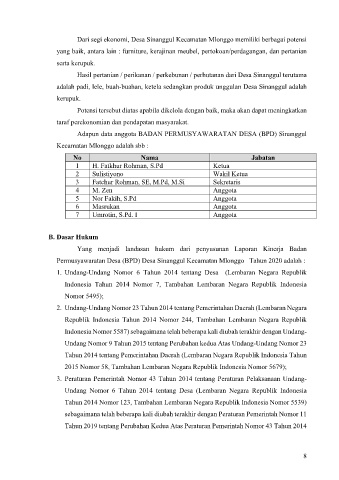 Dari segi ekonomi, Desa Sinanggul Kecamatan Mlonggo memiliki berbagai potensi
yang baik, antara lain : furniture, kerajinan meubel, pertokoan/perdagangan, dan pertanian
serta kerupuk.
Hasil pertanian / perikanan / perkebunan / perhutanan dari Desa Sinanggul terutama
adalah padi, lele, buah-buahan, ketela sedangkan produk unggulan Desa Sinanggul adalah
kerupuk.
Potensi tersebut diatas apabila dikelola dengan baik, maka akan dapat meningkatkan
taraf perekonomian dan pendapatan masyarakat.
Adapun data anggota BADAN PERMUSYAWARATAN DESA (BPD) Sinanggul
Kecamatan Mlonggo adalah sbb :
No Nama Jabatan
1 H. Faikhur Rohman, S.Pd Ketua
2 Sulistiyono Wakil Ketua
3 Fatchur Rohman, SE, M.Pd, M.Si. Sekretaris
4 M. Zen Anggota
5 Nor Fakih, S.Pd Anggota
6 Masrukan Anggota
7 Umrotin, S.Pd. I Anggota
B. Dasar Hukum
Yang menjadi landasan hukum dari penyusunan Laporan Kinerja Badan
Permusyawaratan Desa (BPD) Desa Sinanggul Kecamatan Mlonggo Tahun 2020 adalah :
1. Undang-Undang Nomor 6 Tahun 2014 tentang Desa (Lembaran Negara Republik
Indonesia Tahun 2014 Nomor 7, Tambahan Lembaran Negara Republik Indonesia
Nomor 5495);
2. Undang-Undang Nomor 23 Tahun 2014 tentang Pemerintahan Daerah (Lembaran Negara
Republik Indonesia Tahun 2014 Nomor 244, Tambahan Lembaran Negara Republik
Indonesia Nomor 5587) sebagaimana telah beberapa kali diubah terakhir dengan Undang-
Undang Nomor 9 Tahun 2015 tentang Perubahan kedua Atas Undang-Undang Nomor 23
Tahun 2014 tentang Pemerintahan Daerah (Lembaran Negara Republik Indonesia Tahun
2015 Nomor 58, Tambahan Lembaran Negara Republik Indonesia Nomor 5679);
3. Peraturan Pemerintah Nomor 43 Tahun 2014 tentang Peraturan Pelaksanaan Undang-
Undang Nomor 6 Tahun 2014 tentang Desa (Lembaran Negara Republik Indonesia
Tahun 2014 Nomor 123, Tambahan Lembaran Negara Republik Indonesia Nomor 5539)
sebagaimana telah beberapa kali diubah terakhir dengan Peraturan Pemerintah Nomor 11
Tahun 2019 tentang Perubahan Kedua Atas Peraturan Pemerintah Nomor 43 Tahun 2014
8